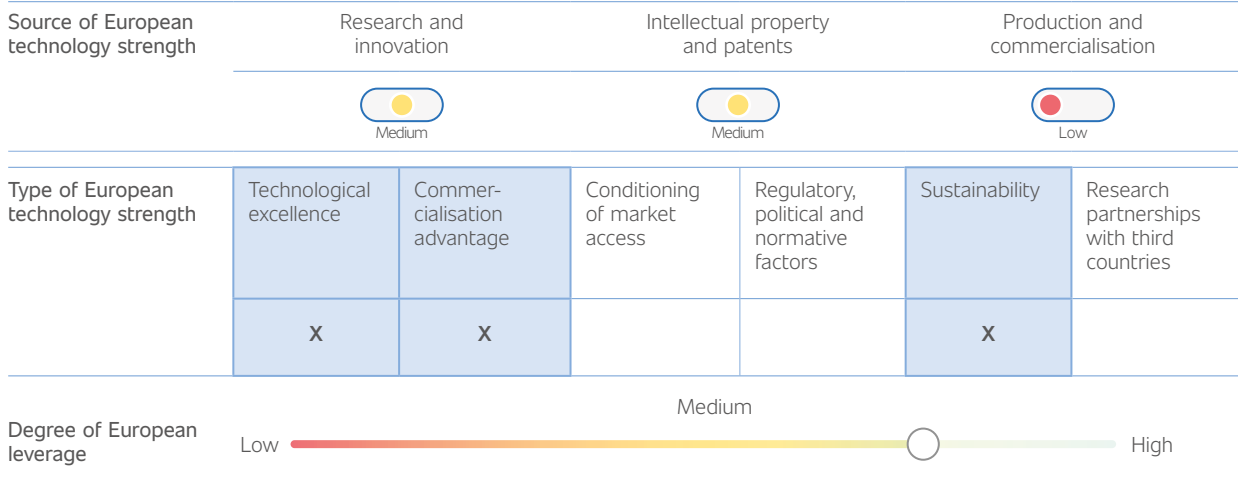 Source of European
technology strength
Research and
innovation
Intellectual property
and patents
Production and
commercialisation
Medium
Medium
Low
Type of European
technology strength
Technological
excellence
Commer-
cialisation
advantage
Conditioning
of market
access
Regulatory,
political and
normative
factors
Sustainability
Research
partnerships
with third
countries
X
X
X
Degree of European
leverage
Low
Medium
High